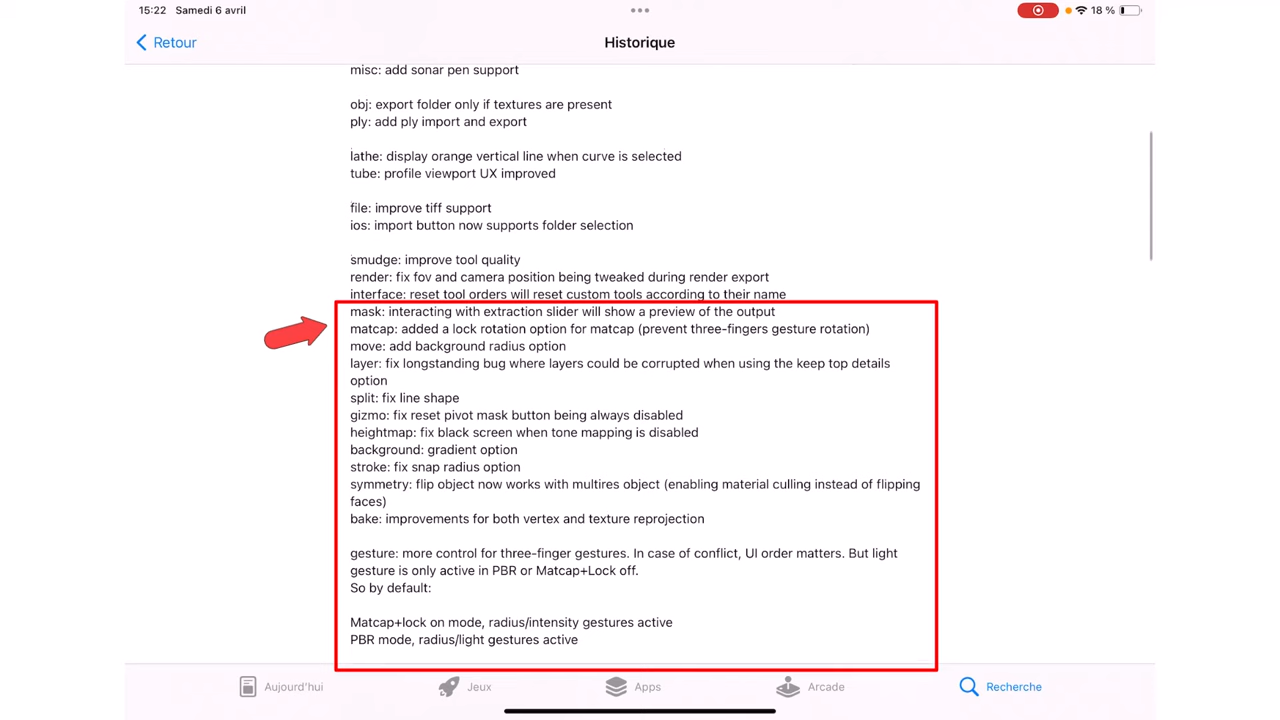 15:22 Samedi 6 avril
18 %
Retour
Historique
misc: add sonar pen support
obj: export folder only if textures are present
ply: add ply import and export
lathe: display orange vertical line when curve is selected
tube: profile viewport UX improved
file: improve tiff support
ios: import button now supports folder selection
smudge: improve tool quality
render: fix fov and camera position being tweaked during render export
interface: reset tool orders will reset custom tools according to their name
mask: interacting with extraction slider will show a preview of the output
matcap: added a lock rotation option for matcap (prevent three-fingers gesture rotation)
move: add background radius option
layer: fix longstanding bug where layers could be corrupted when using the keep top details
option
split: fix line shape
gizmo: fix reset pivot mask button being always disabled
heightmap: fix black screen when tone mapping is disabled
background: gradient option
stroke: fix snap radius option
symmetry: flip object now works with multires object (enabling material culling instead of flipping
faces)
bake: improvements for both vertex and texture reprojection
gesture: more control for three-finger gestures. In case of conflict, UI order matters. But light
gesture is only active in PBR or Matcap+Lock off.
So by default:
Matcap+lock on mode, radius/intensity gestures active
PBR mode, radius/light gestures active
Aujourd'hui
Jeux
Apps
Arcade
Recherche